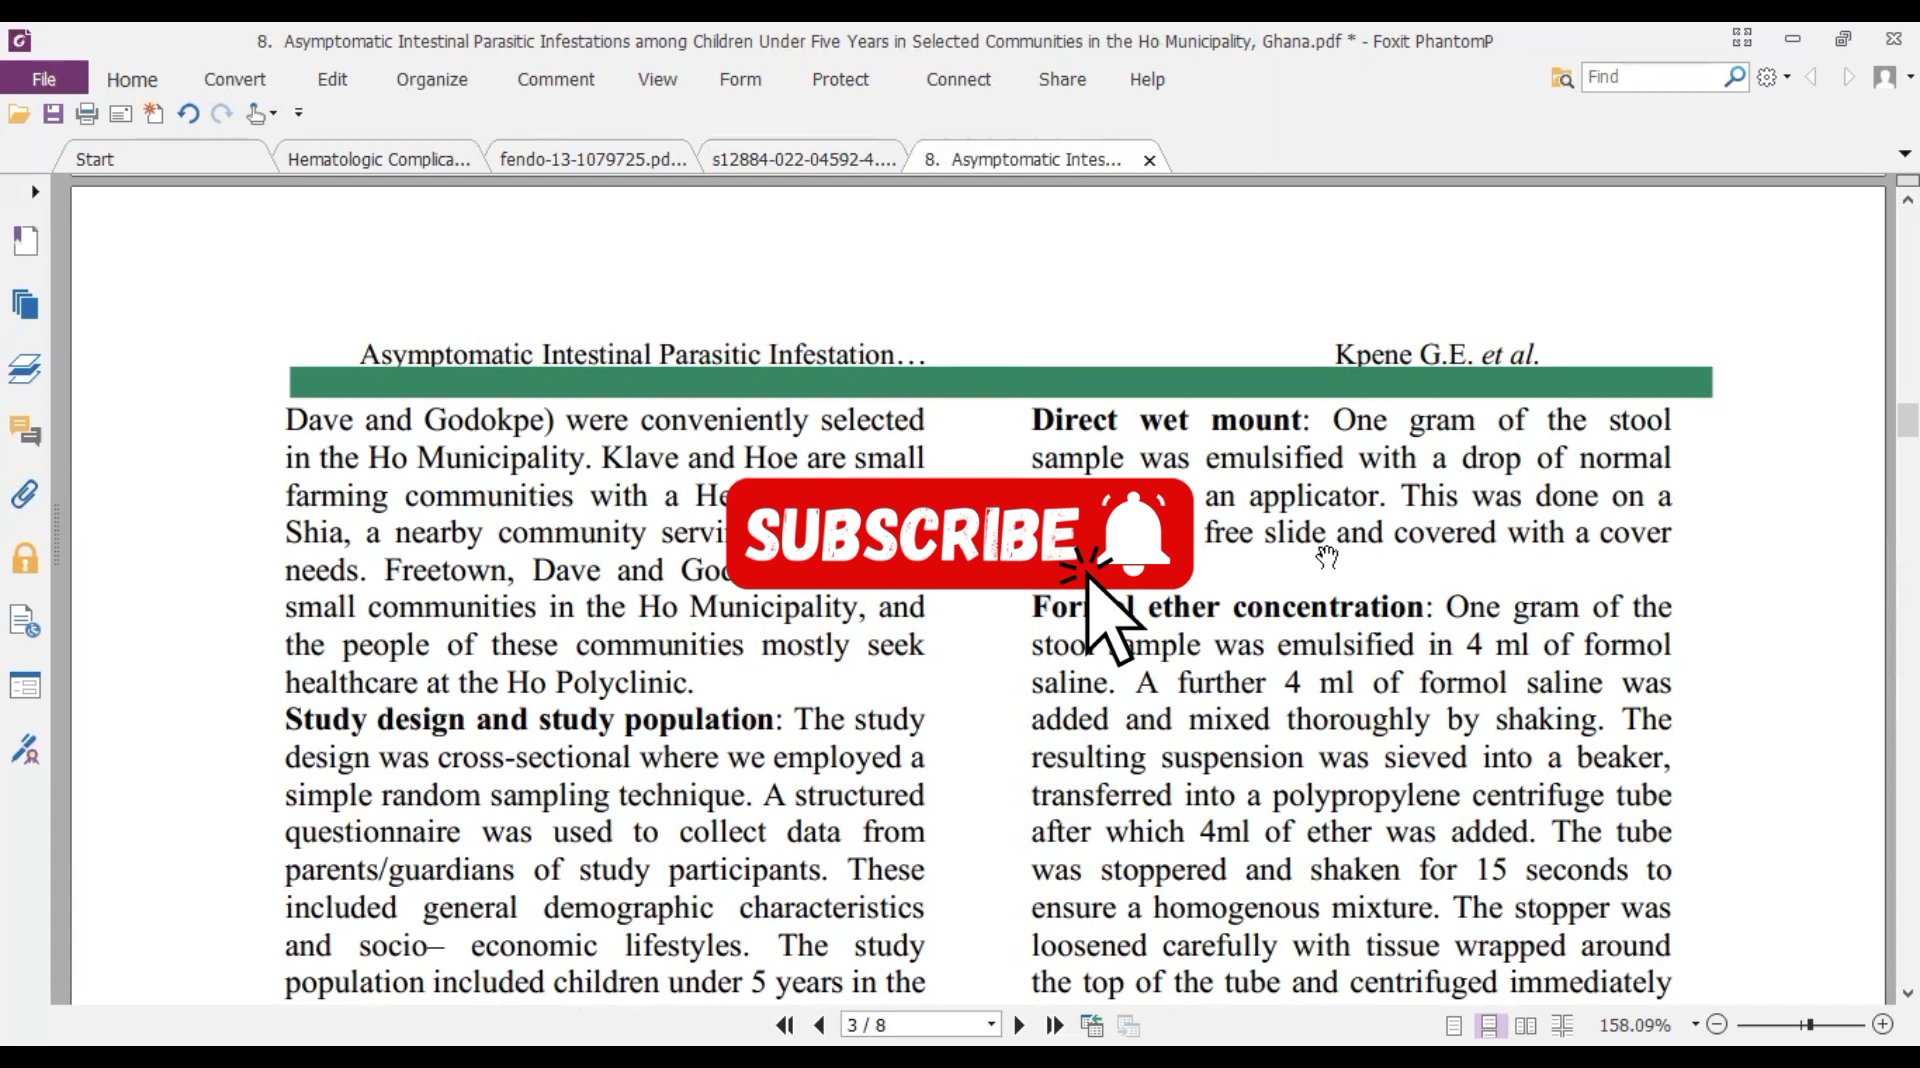 8. Asymptomatic Intestinal Parasitic Infestations among Children Under Five Years in Selected Communities in the Ho Municipality, Ghana.pdf * - Foxit PhantomP
File Home Convert Edit Organize Comment View Form Protect Connect Share Help Find
Start Hematologic Complica... fendo-13-1079725.pd... s12884-022-04592-4.... 8. Asymptomatic Intes...
Asymptomatic Intestinal Parasitic Infestation… Kpene G.E. et al.
Dave and Godokpe) were conveniently selected
in the Ho Municipality. Klave and Hoe are small
farming communities with a
Shia, a nearby community
needs. Freetown, Dave and
small communities in the Ho Municipality, and
the people of these communities mostly seek
healthcare at the Ho Polyclinic.
Study design and study population: The study
design was cross-sectional where we employed a
simple random sampling technique. A structured
questionnaire was used to collect data from
parents/guardians of study participants. These
included general demographic characteristics
and socio– economic lifestyles. The study
population included children under 5 years in the
Direct wet mount: One gram of the stool
sample was emulsified with a drop of normal
an applicator. This was done on a
free slide and covered with a cover
ether concentration: One gram of the
was emulsified in 4 ml of formol
saline. A further 4 ml of formol saline was
added and mixed thoroughly by shaking. The
resulting suspension was sieved into a beaker,
transferred into a polypropylene centrifuge tube
after which 4ml of ether was added. The tube
was stoppered and shaken for 15 seconds to
ensure a homogenous mixture. The stopper was
loosened carefully with tissue wrapped around
the top of the tube and centrifuged immediately
SUBSCRIBE
3 / 8 158.09%